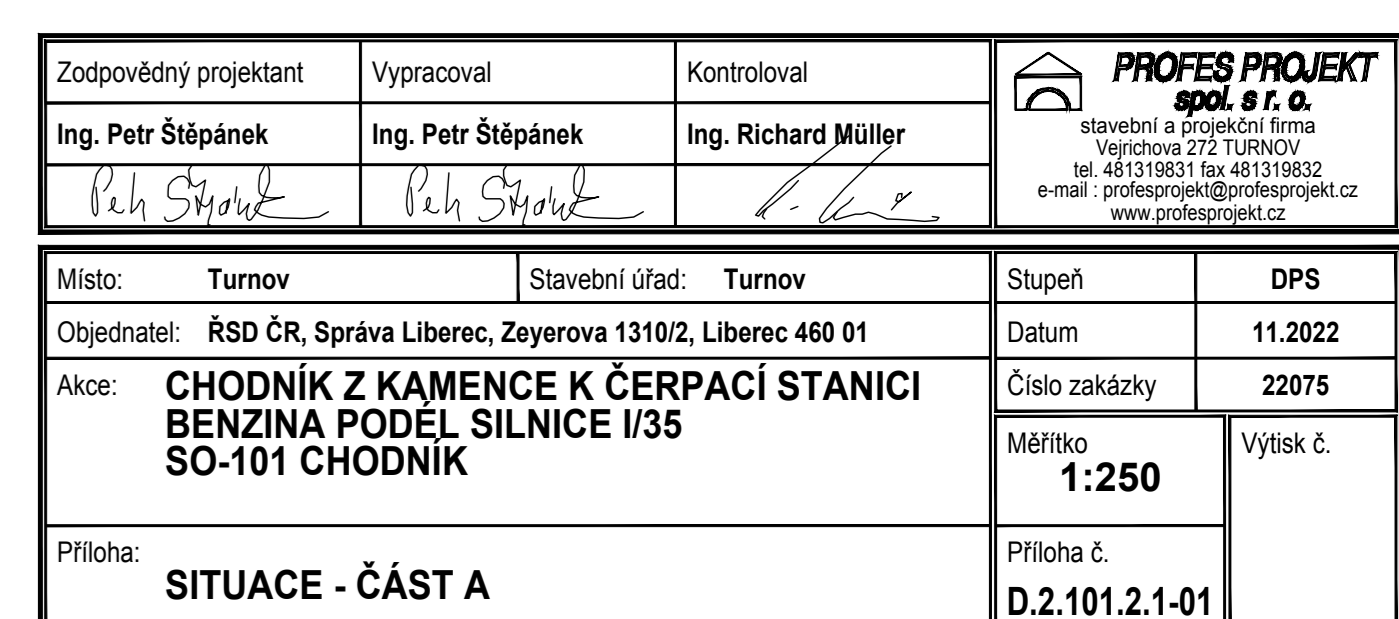 Zodpovědný projektant
Vypracoval
Kontroloval
Ing. Petr Štěpánek
Ing. Petr Štěpánek
Ing. Richard Müller
PROFES PROJEKT
spol. s r. o.
stavební a projekční firma
Vejrichova 272 TURNOV
tel. 481319831 fax 481319832
e-mail : profesprojekt@profesprojekt.cz
www.profesprojekt.cz
Místo: Turnov
Stavební úřad: Turnov
Stupeň DPS
Objednatel: ŘSD ČR, Správa Liberec, Zeyerova 1310/2, Liberec 460 01
Datum 11.2022
Akce: CHODNÍK Z KAMENCE K ČERPACÍ STANICI
BENZINA PODÉL SILNICE I/35
SO-101 CHODNÍK
Číslo zakázky 22075
Měřítko
1:250
Výtisk č.
Příloha:
SITUACE - ČÁST A
Příloha č.
D.2.101.2.1-01